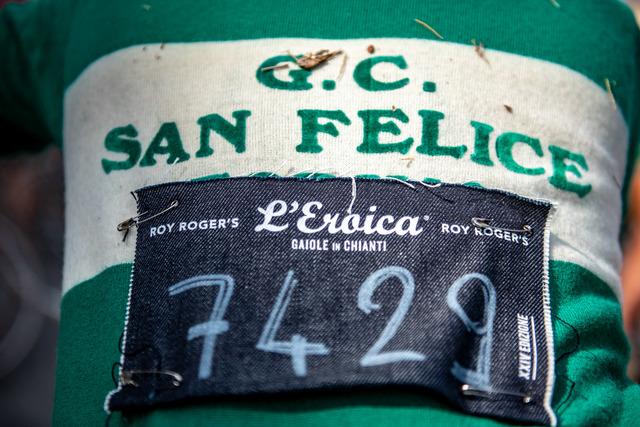 G.C.
SAN FELICE
ROY ROGER'S L'Eroica® ROY ROGER'S
GAIOLE IN CHIANTI
7429
XXIV EDIZIONE